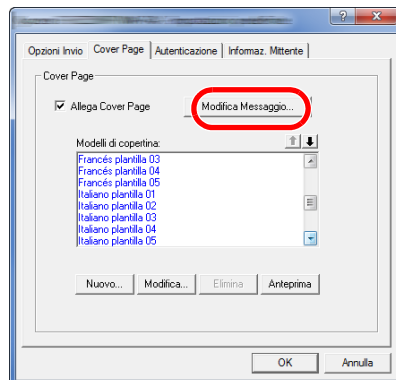 Opzioni Invio Cover Page Autenticazione Informaz. Mittente
Cover Page
Allega Cover Page Modifica Messaggio...
Modelli di copertina:
Francés plantilla 03
Francés plantilla 04
Francés plantilla 05
Italiano plantilla 01
Italiano plantilla 02
Italiano plantilla 03
Italiano plantilla 04
Italiano plantilla 05
Nuovo... Modifica... Elimina Anteprima
OK Annulla